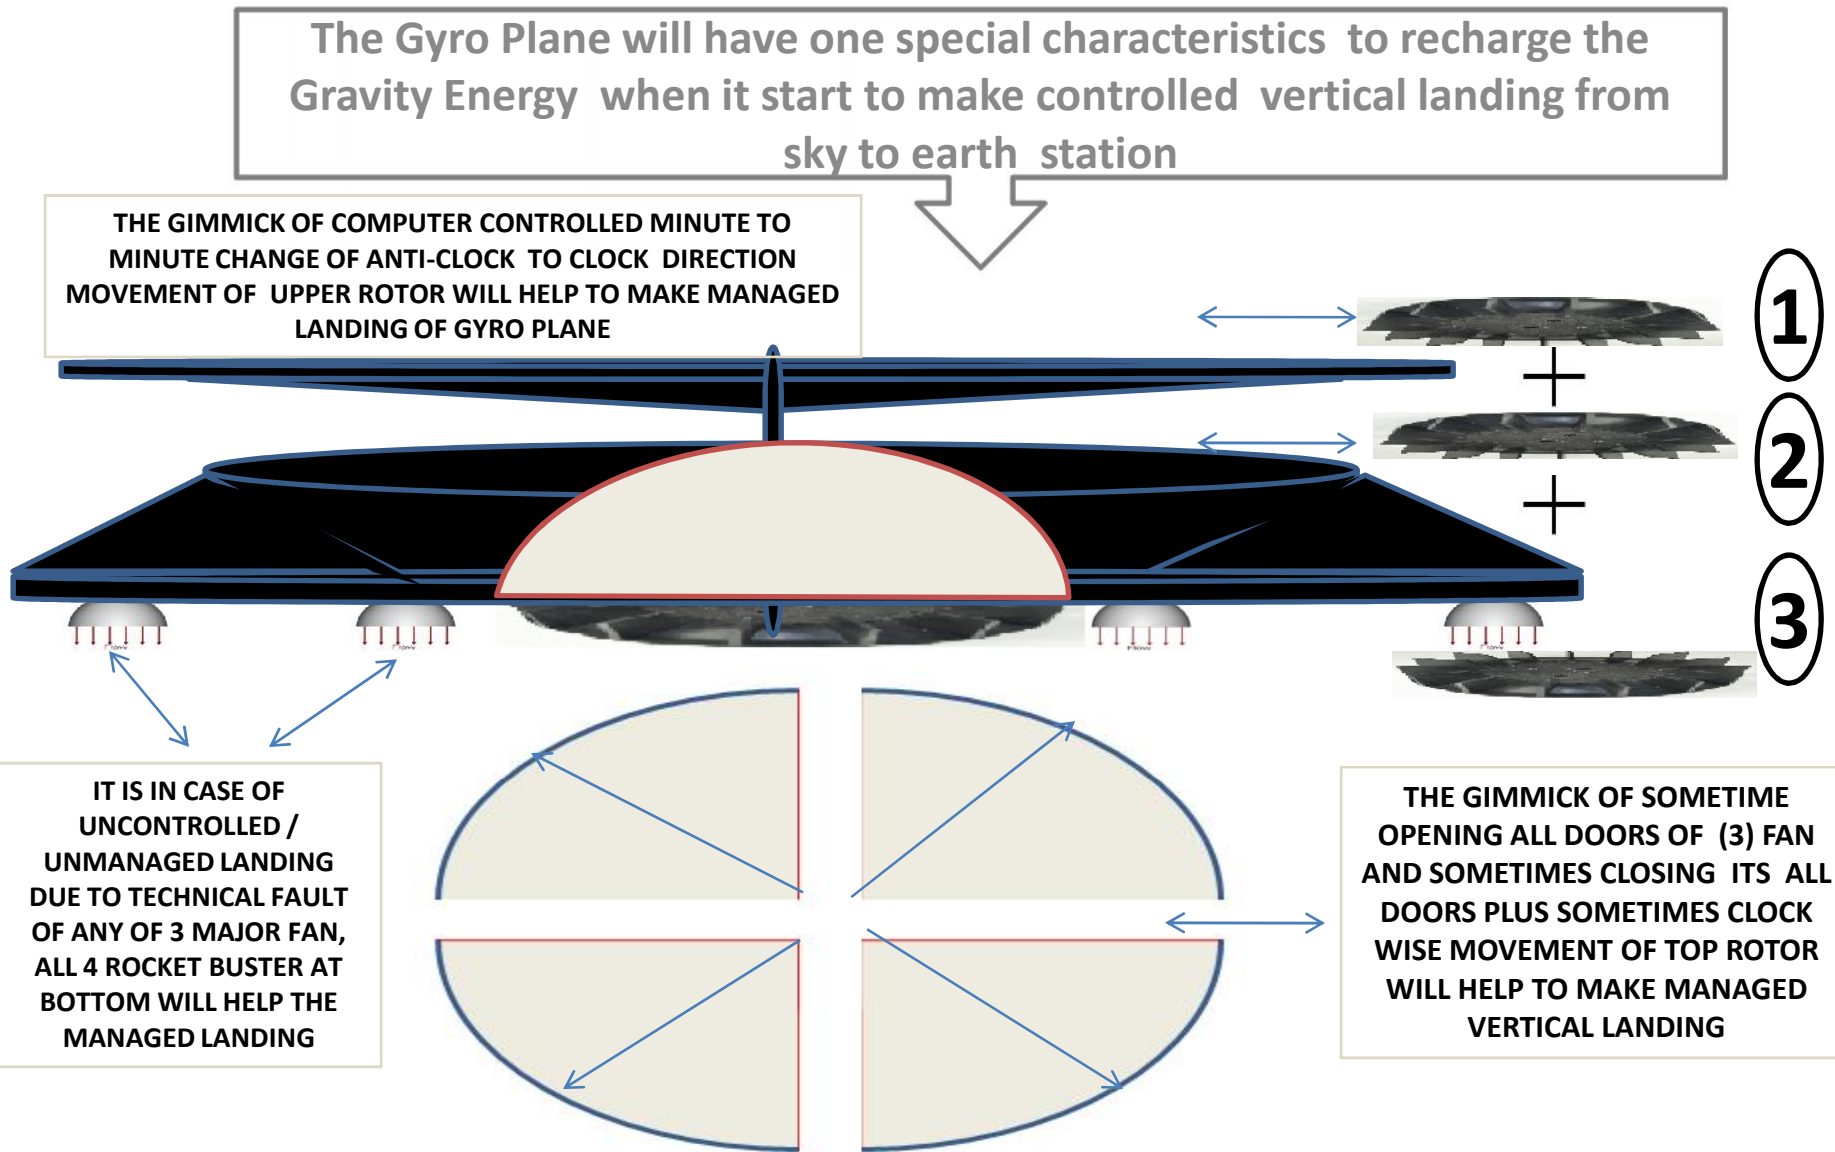 The Gyro Plane will have one special characteristics to recharge the
Gravity Energy when it start to make controlled vertical landing from
sky to earth station
THE GIMMICK OF COMPUTER CONTROLLED MINUTE TO
MINUTE CHANGE OF ANTI-CLOCK TO CLOCK DIRECTION
MOVEMENT OF UPPER ROTOR WILL HELP TO MAKE MANAGED
LANDING OF GYRO PLANE
1
+
2
+
3
Flow
Flow
Flow
Flow
IT IS IN CASE OF
UNCONTROLLED /
UNMANAGED LANDING
DUE TO TECHNICAL FAULT
OF ANY OF 3 MAJOR FAN,
ALL 4 ROCKET BUSTER AT
BOTTOM WILL HELP THE
MANAGED LANDING
THE GIMMICK OF SOMETIME
OPENING ALL DOORS OF (3) FAN
AND SOMETIMES CLOSING ITS ALL
DOORS PLUS SOMETIMES CLOCK
WISE MOVEMENT OF TOP ROTOR
WILL HELP TO MAKE MANAGED
VERTICAL LANDING